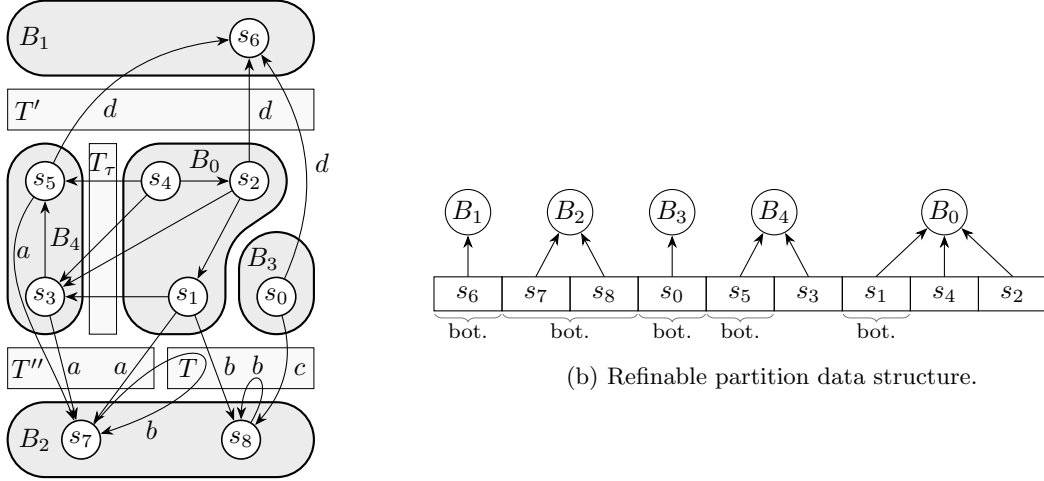 B₁ s₆
T′ d d
d
s₅ T_τ s₄ B₀ s₂
a B₄ B₃
s₃ s₁ s₀
T″ a a T b b c
B₂ s₇ b s₈
B₁ B₂ B₃ B₄ B₀
s₆ s₇ s₈ s₀ s₅ s₃ s₁ s₄ s₂
bot. bot. bot. bot. bot.
(b) Refinable partition data structure.